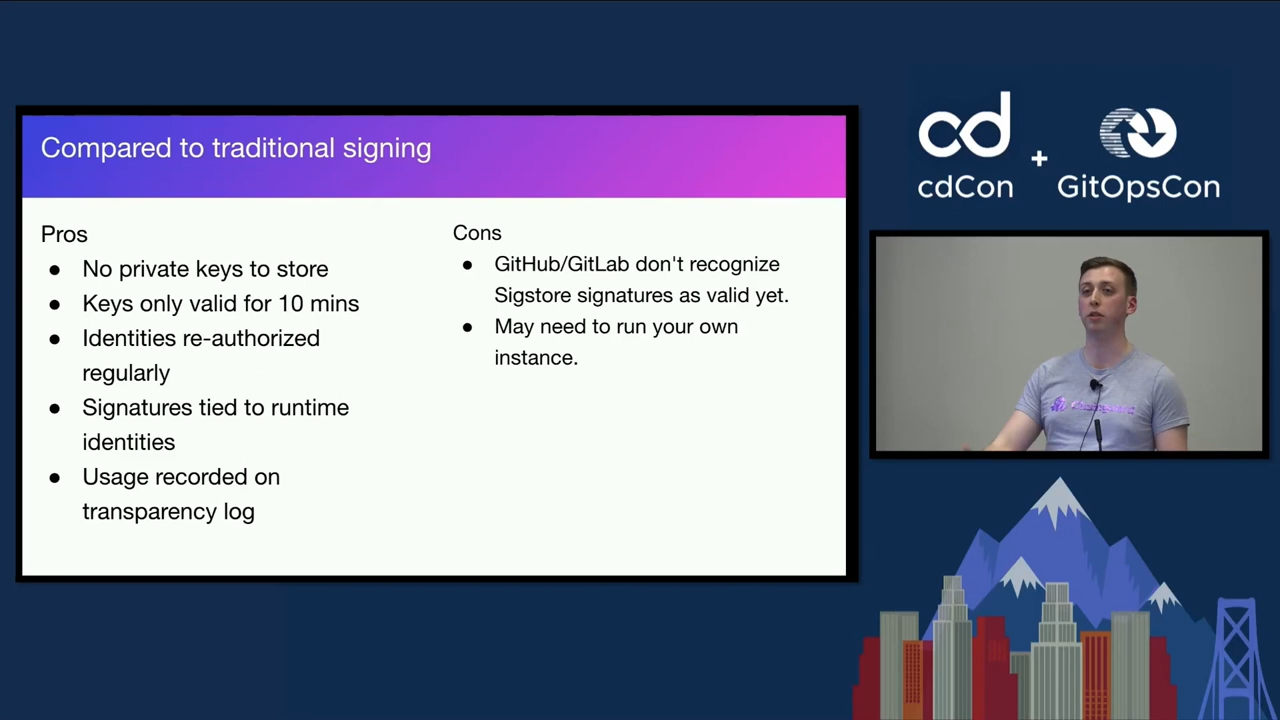 Compared to traditional signing
Pros
● No private keys to store
● Keys only valid for 10 mins
● Identities re-authorized
regularly
● Signatures tied to runtime
identities
● Usage recorded on
transparency log
Cons
● GitHub/GitLab don't recognize
Sigstore signatures as valid yet.
● May need to run your own
instance.
cd
cdCon
+
GitOpsCon